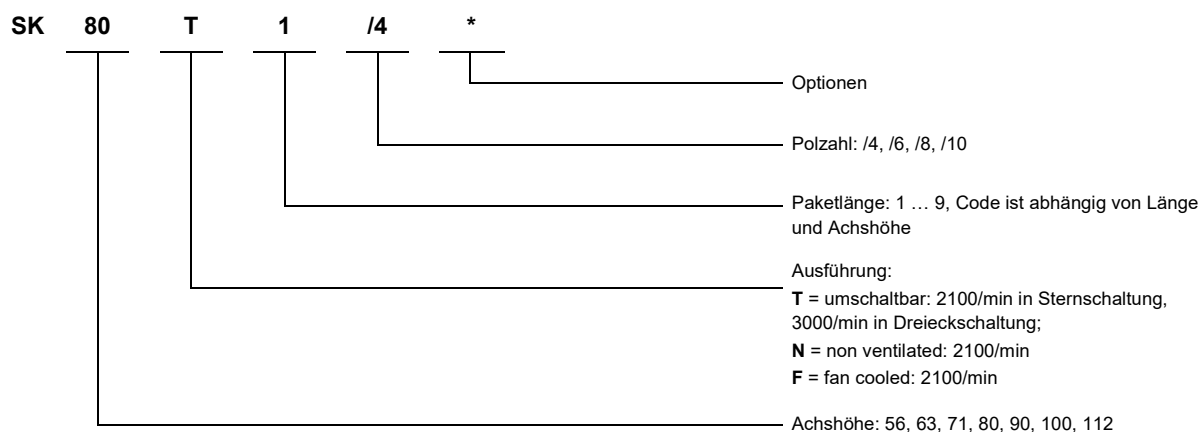 SK 80 T 1 /4 *
Optionen
Polzahl: /4, /6, /8, /10
Paketlänge: 1 … 9, Code ist abhängig von Länge
und Achshöhe
Ausführung:
T = umschaltbar: 2100/min in Sternschaltung,
3000/min in Dreieckschaltung;
N = non ventilated: 2100/min
F = fan cooled: 2100/min
Achshöhe: 56, 63, 71, 80, 90, 100, 112